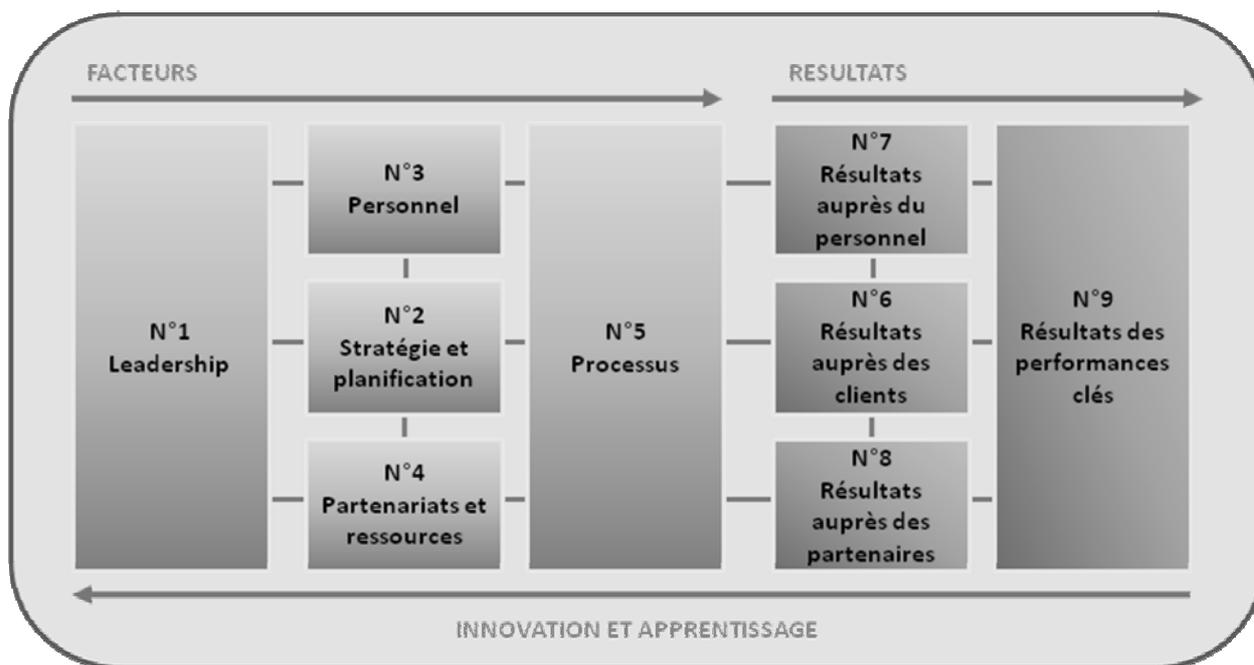 FACTEURS
RESULTATS
N°1
Leadership
N°3
Personnel
N°2
Stratégie et
planification
N°4
Partenariats et
ressources
N°5
Processus
N°7
Résultats
auprès du
personnel
N°6
Résultats
auprès des
clients
N°8
Résultats
auprès des
partenaires
N°9
Résultats des
performances
clés
INNOVATION ET APPRENTISSAGE